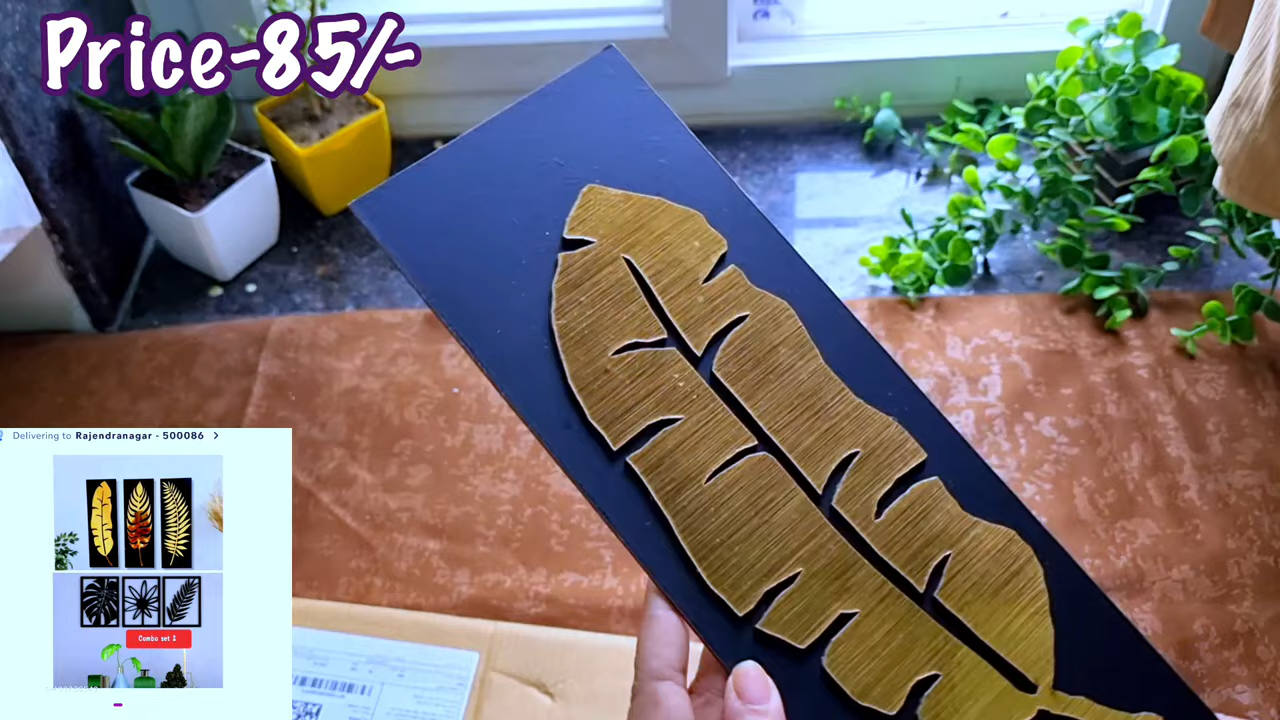 Price-85/-
Delivering to Rajendranagar - 500086 >
Combo set 1